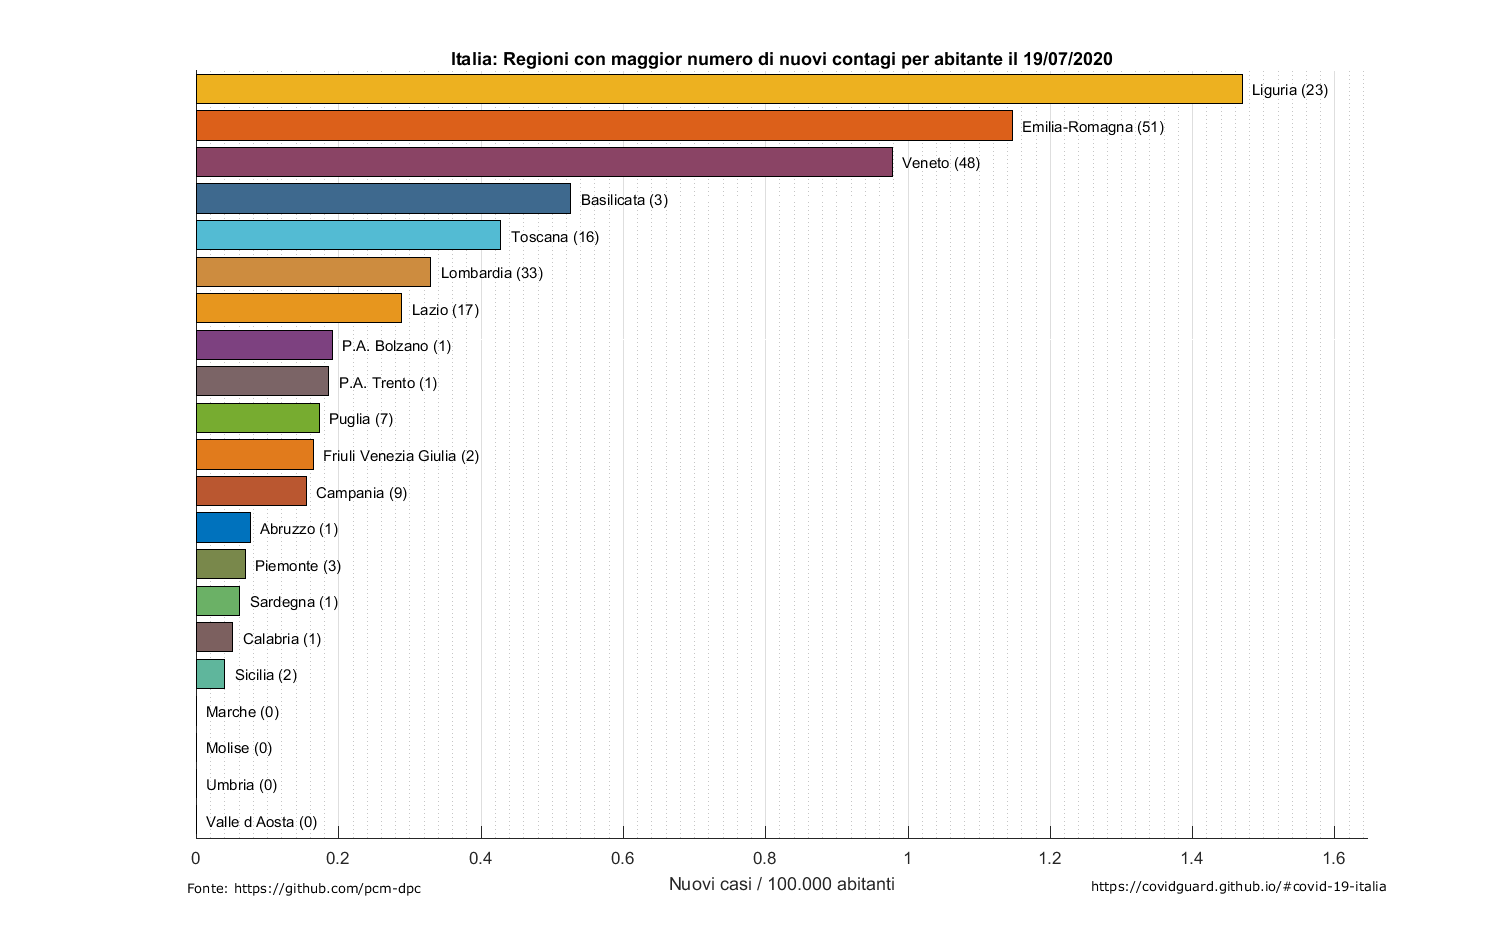 Italia: Regioni con maggior numero di nuovi contagi per abitante il 19/07/2020
Liguria (23)
Emilia-Romagna (51)
Veneto (48)
Basilicata (3)
Toscana (16)
Lombardia (33)
Lazio (17)
P.A. Bolzano (1)
P.A. Trento (1)
Puglia (7)
Friuli Venezia Giulia (2)
Campania (9)
Abruzzo (1)
Piemonte (3)
Sardegna (1)
Calabria (1)
Sicilia (2)
Marche (0)
Molise (0)
Umbria (0)
Valle d Aosta (0)
0 0.2 0.4 0.6 0.8 1 1.2 1.4 1.6
Nuovi casi / 100.000 abitanti
Fonte: https://github.com/pcm-dpc
https://covidguard.github.io/#covid-19-italia